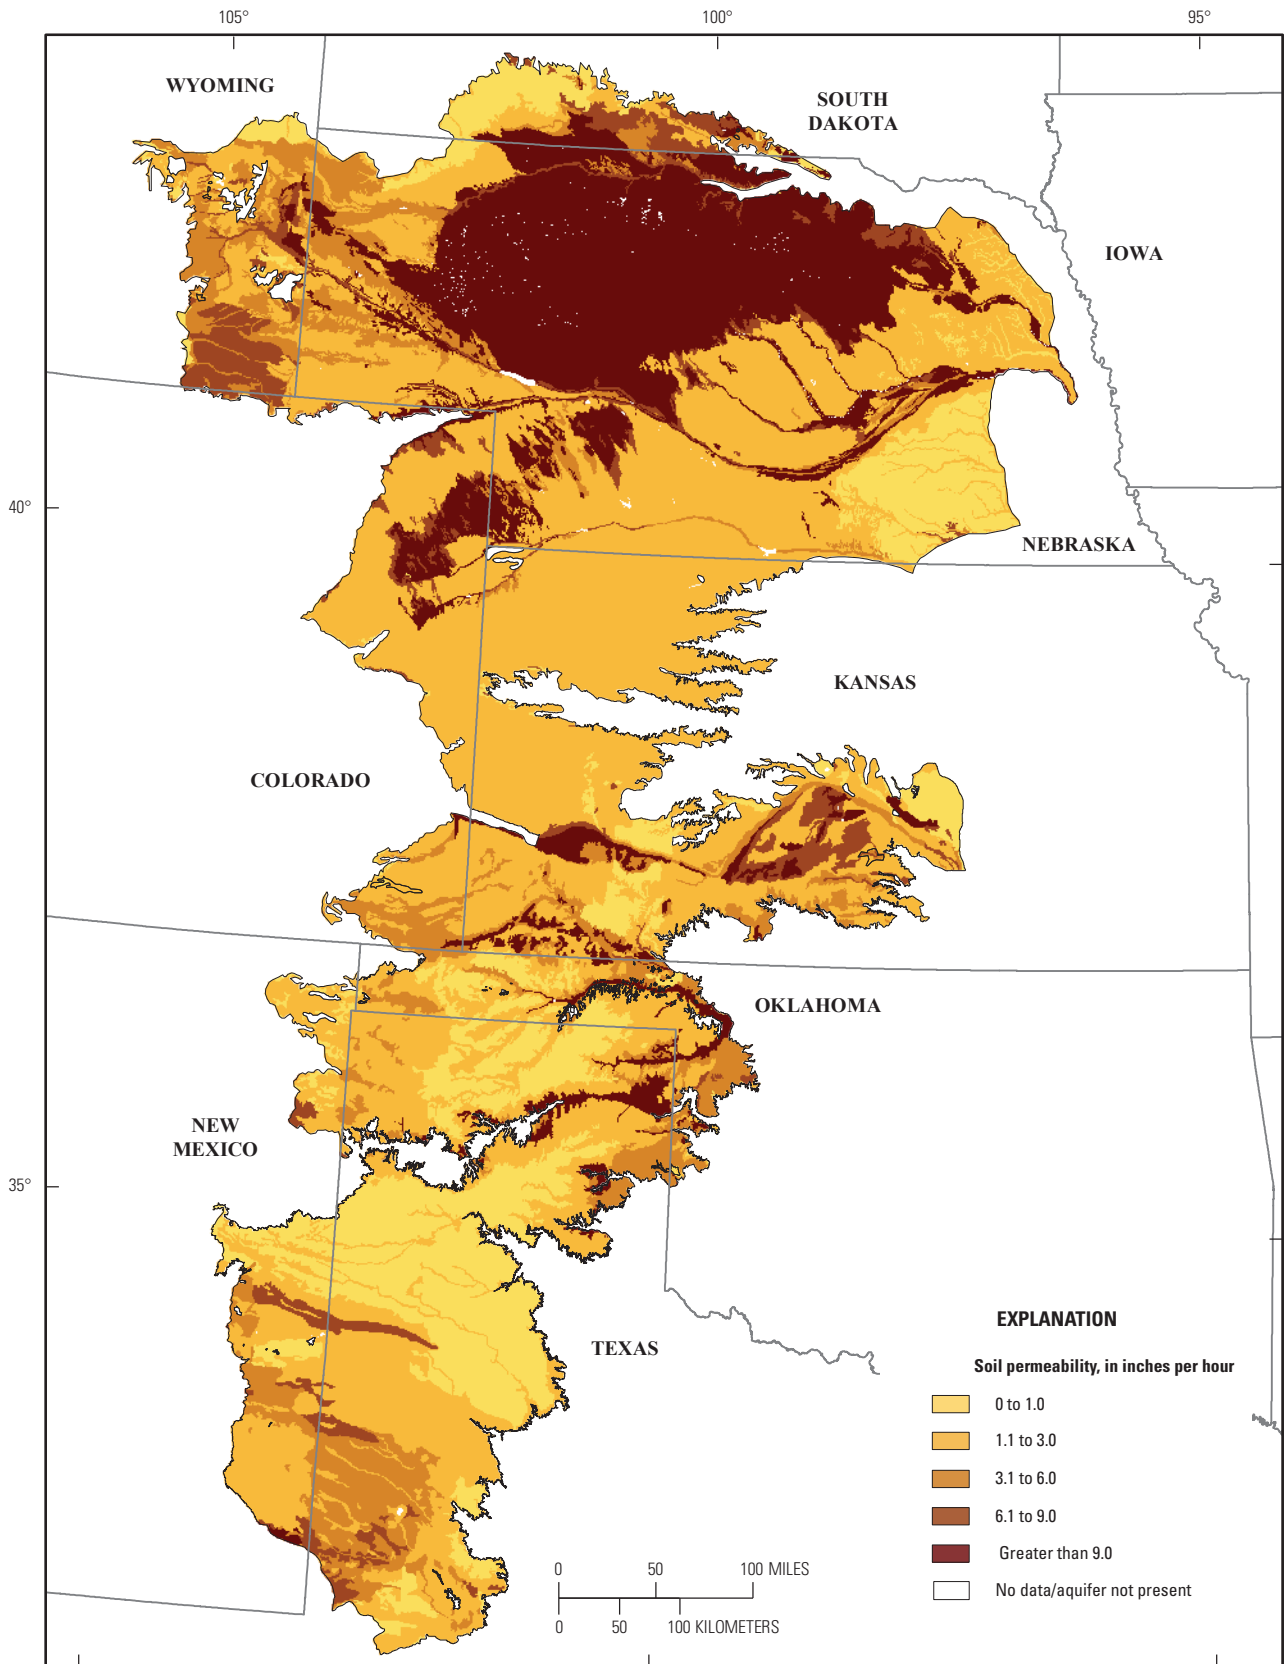 105°
100°
95°
WYOMING
SOUTH
DAKOTA
IOWA
40°
NEBRASKA
KANSAS
COLORADO
OKLAHOMA
NEW
MEXICO
35°
TEXAS
EXPLANATION
Soil permeability, in inches per hour
0 to 1.0
1.1 to 3.0
3.1 to 6.0
6.1 to 9.0
Greater than 9.0
No data/aquifer not present
0 50 100 MILES
0 50 100 KILOMETERS